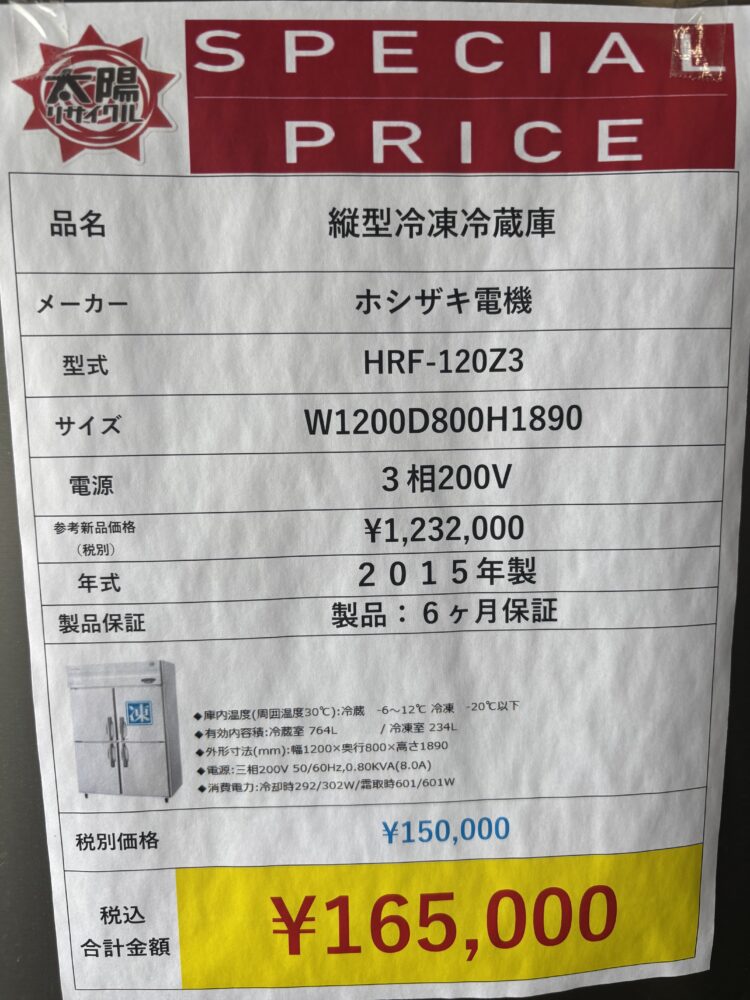 太陽
リサイクル
SPECIAL
PRICE
品名 縦型冷凍冷蔵庫
メーカー ホシザキ電機
型式 HRF-120Z3
サイズ W1200D800H1890
電源 3相200V
参考新品価格
(税別) ¥1,232,000
年式 2015年製
製品保証 製品:6ヶ月保証
凍
◆庫内温度(周囲温度30℃):冷蔵 -6~12℃ 冷凍 -20℃以下
◆有効内容積:冷蔵室 764L / 冷凍室 234L
◆外形寸法(mm):幅1200×奥行800×高さ1890
◆電源:三相200V 50/60Hz,0.80KVA(8.0A)
◆消費電力:冷却時292/302W/霜取時601/601W
税別価格 ¥150,000
税込
合計金額 ¥165,000